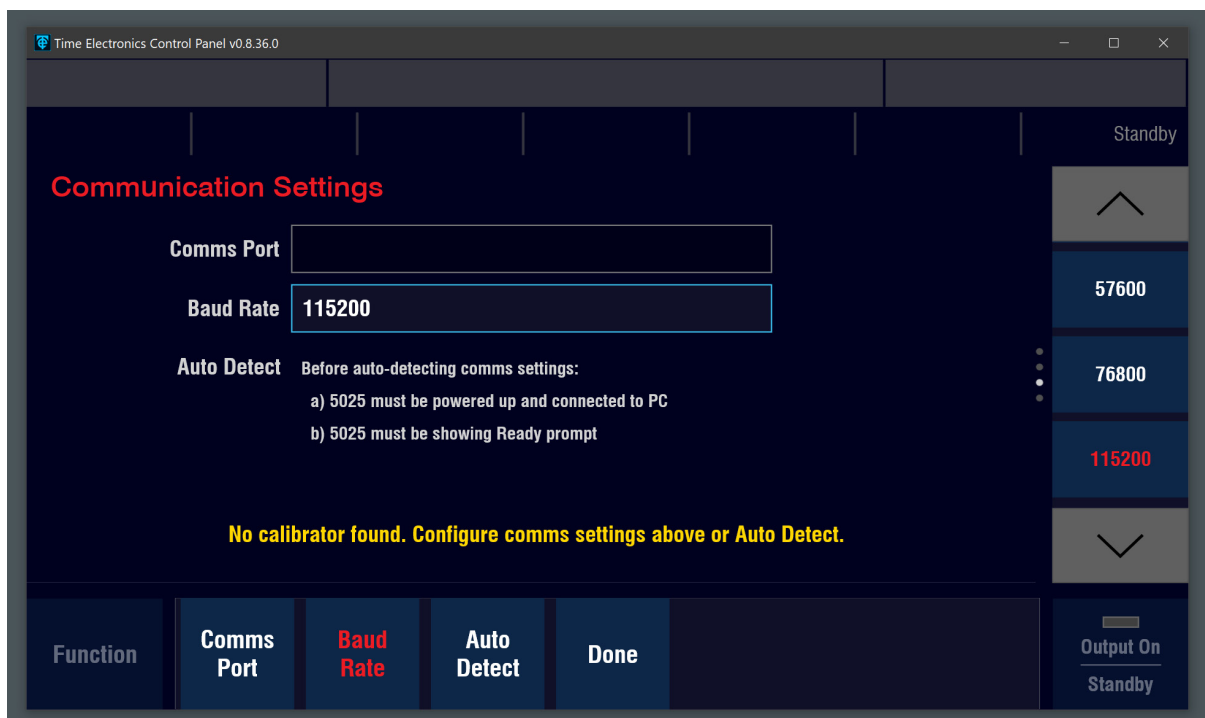 Time Electronics Control Panel v0.8.36.0
Standby
Communication Settings
Comms Port
Baud Rate 115200
Auto Detect Before auto-detecting comms settings:
a) 5025 must be powered up and connected to PC
b) 5025 must be showing Ready prompt
No calibrator found. Configure comms settings above or Auto Detect.
57600
76800
115200
Function
Comms
Port
Baud
Rate
Auto
Detect
Done
Output On
Standby